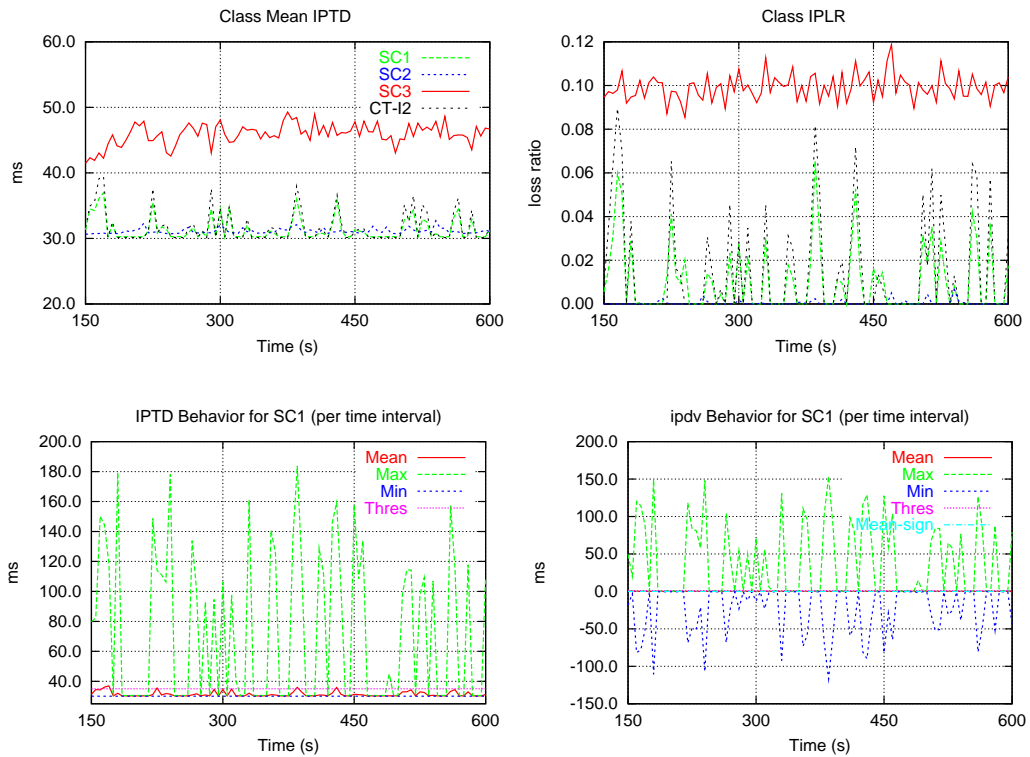 Class Mean IPTD
60.0
50.0
40.0
30.0
20.0
ms
SC1
SC2
SC3
CT-I2
150
300
450
600
Time (s)
Class IPLR
0.12
0.10
0.08
0.06
0.04
0.02
0.00
loss ratio
150
300
450
600
Time (s)
IPTD Behavior for SC1 (per time interval)
200.0
180.0
160.0
140.0
120.0
100.0
80.0
60.0
40.0
ms
Mean
Max
Min
Thres
150
300
450
600
Time (s)
ipdv Behavior for SC1 (per time interval)
200.0
150.0
100.0
50.0
0.0
-50.0
-100.0
-150.0
ms
Mean
Max
Min
Thres
Mean-sign
150
300
450
600
Time (s)